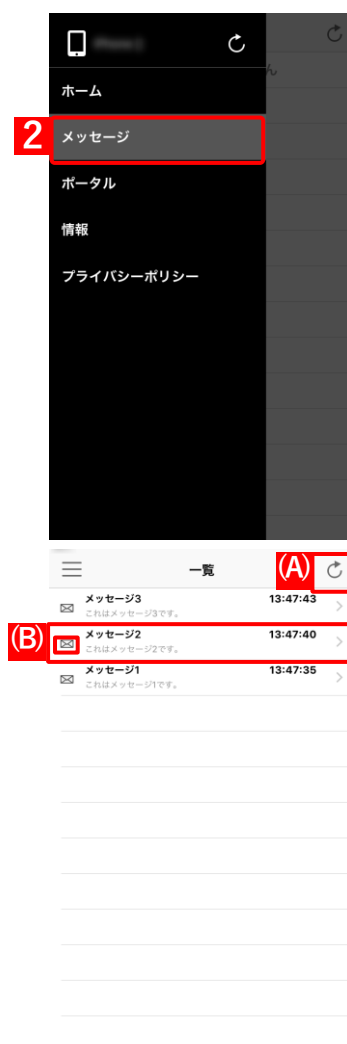 ホーム
2
メッセージ
ポータル
情報
プライバシーポリシー
ん
一覧
(A)
メッセージ3
13:47:43
これはメッセージ3です。
(B)
メッセージ2
13:47:40
これはメッセージ2です。
メッセージ1
13:47:35
これはメッセージ1です。